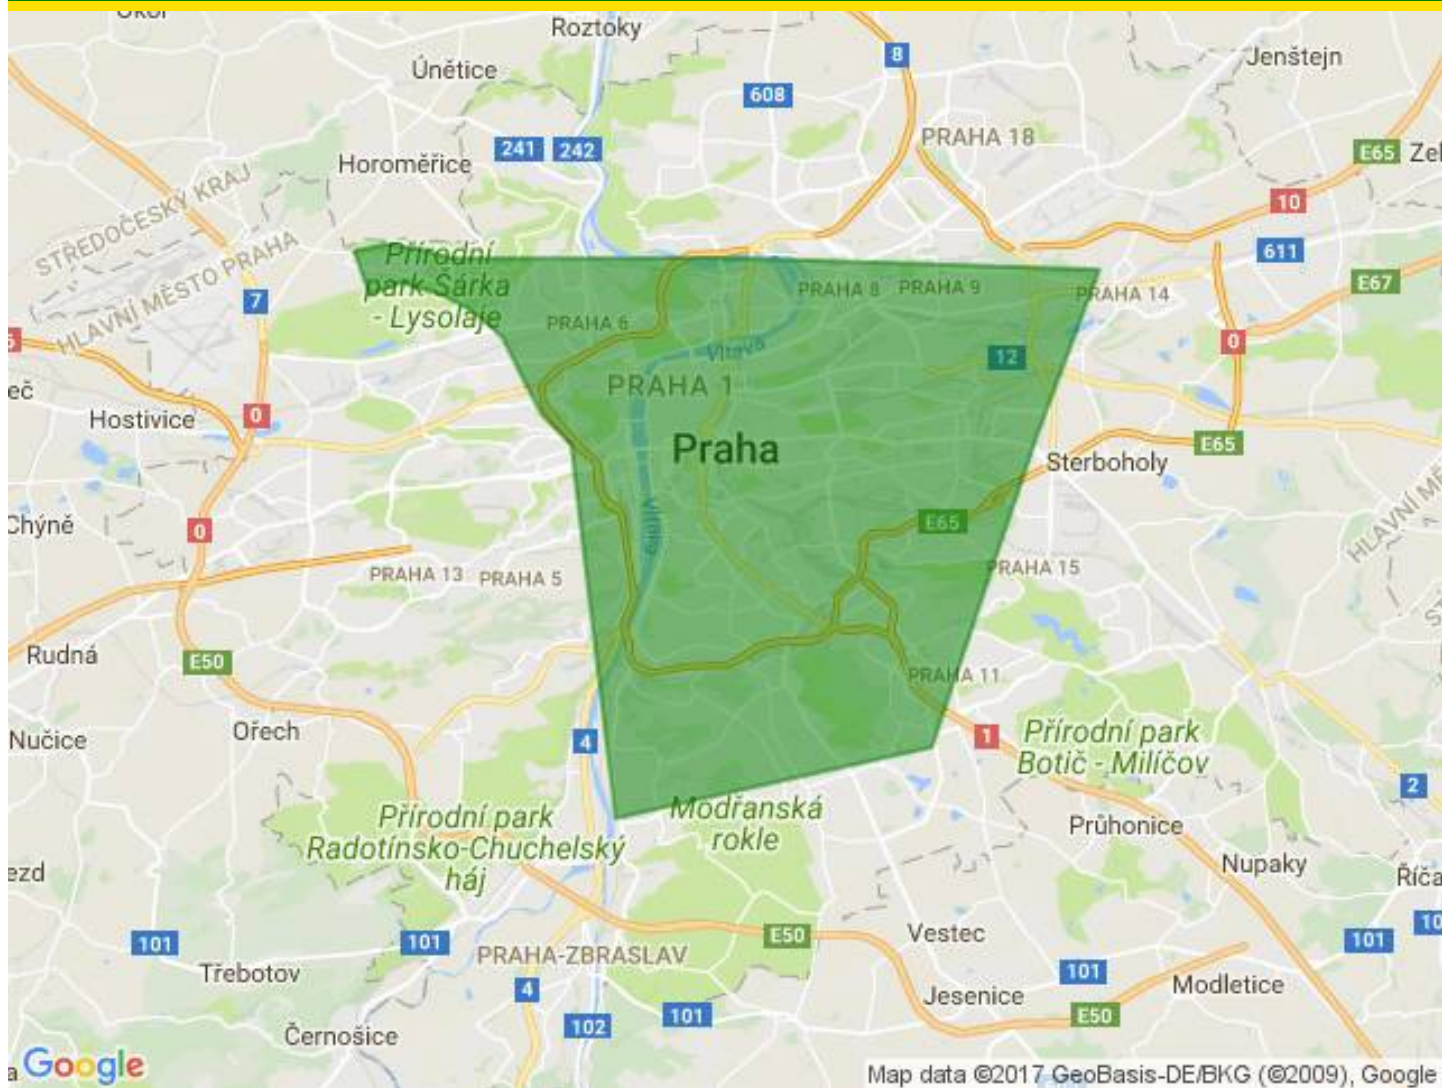 Roztoky
Únětice
8
Jenštejn
608
PRAHA 18
241
242
E65
Horoměřice
STŘEDOČESKÝ KRAJ
HLAVNÍ MĚSTO PRAHA
10
611
Přírodní
park Šárka
- Lysolaje
7
E67
PRAHA 8
PRAHA 9
PRAHA 14
PRAHA 6
0
Vltava
12
PRAHA 1
Hostivice
0
Praha
E65
Sterboholy
Vltava
E65
Chýně
0
PRAHA 13
PRAHA 5
PRAHA 15
Rudná
E50
PRAHA 11
Ořech
Nučice
4
1
Přírodní park
Botič - Milíčov
2
Přírodní park
Radotínsko-Chuchelský
háj
Modřanská
rokle
Průhonice
Nupaky
101
101
PRAHA-ZBRASLAV
E50
Vestec
101
Třebotov
4
101
Jesenice
Modletice
102
101
E50
Černošice
Google
Map data ©2017 GeoBasis-DE/BKG (©2009), Google